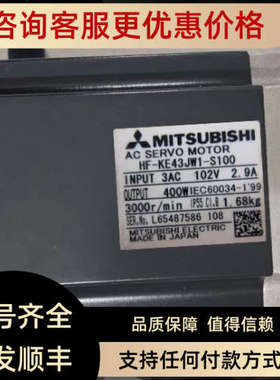 咨询客服更优惠价格
MITSUBISHI
AC SERVO MOTOR
HF-KE43JW1-S100
INPUT 3AC 102V 2.9A
OUTPUT 400W IEC60034-1'99
3000r/min IP55 Cl.B 1.68kg
SER.No. L65487586 108
MITSUBISHI ELECTRIC
MADE IN JAPAN
号齐全
品质保障 值得信赖
发顺丰
支持任何付款方式